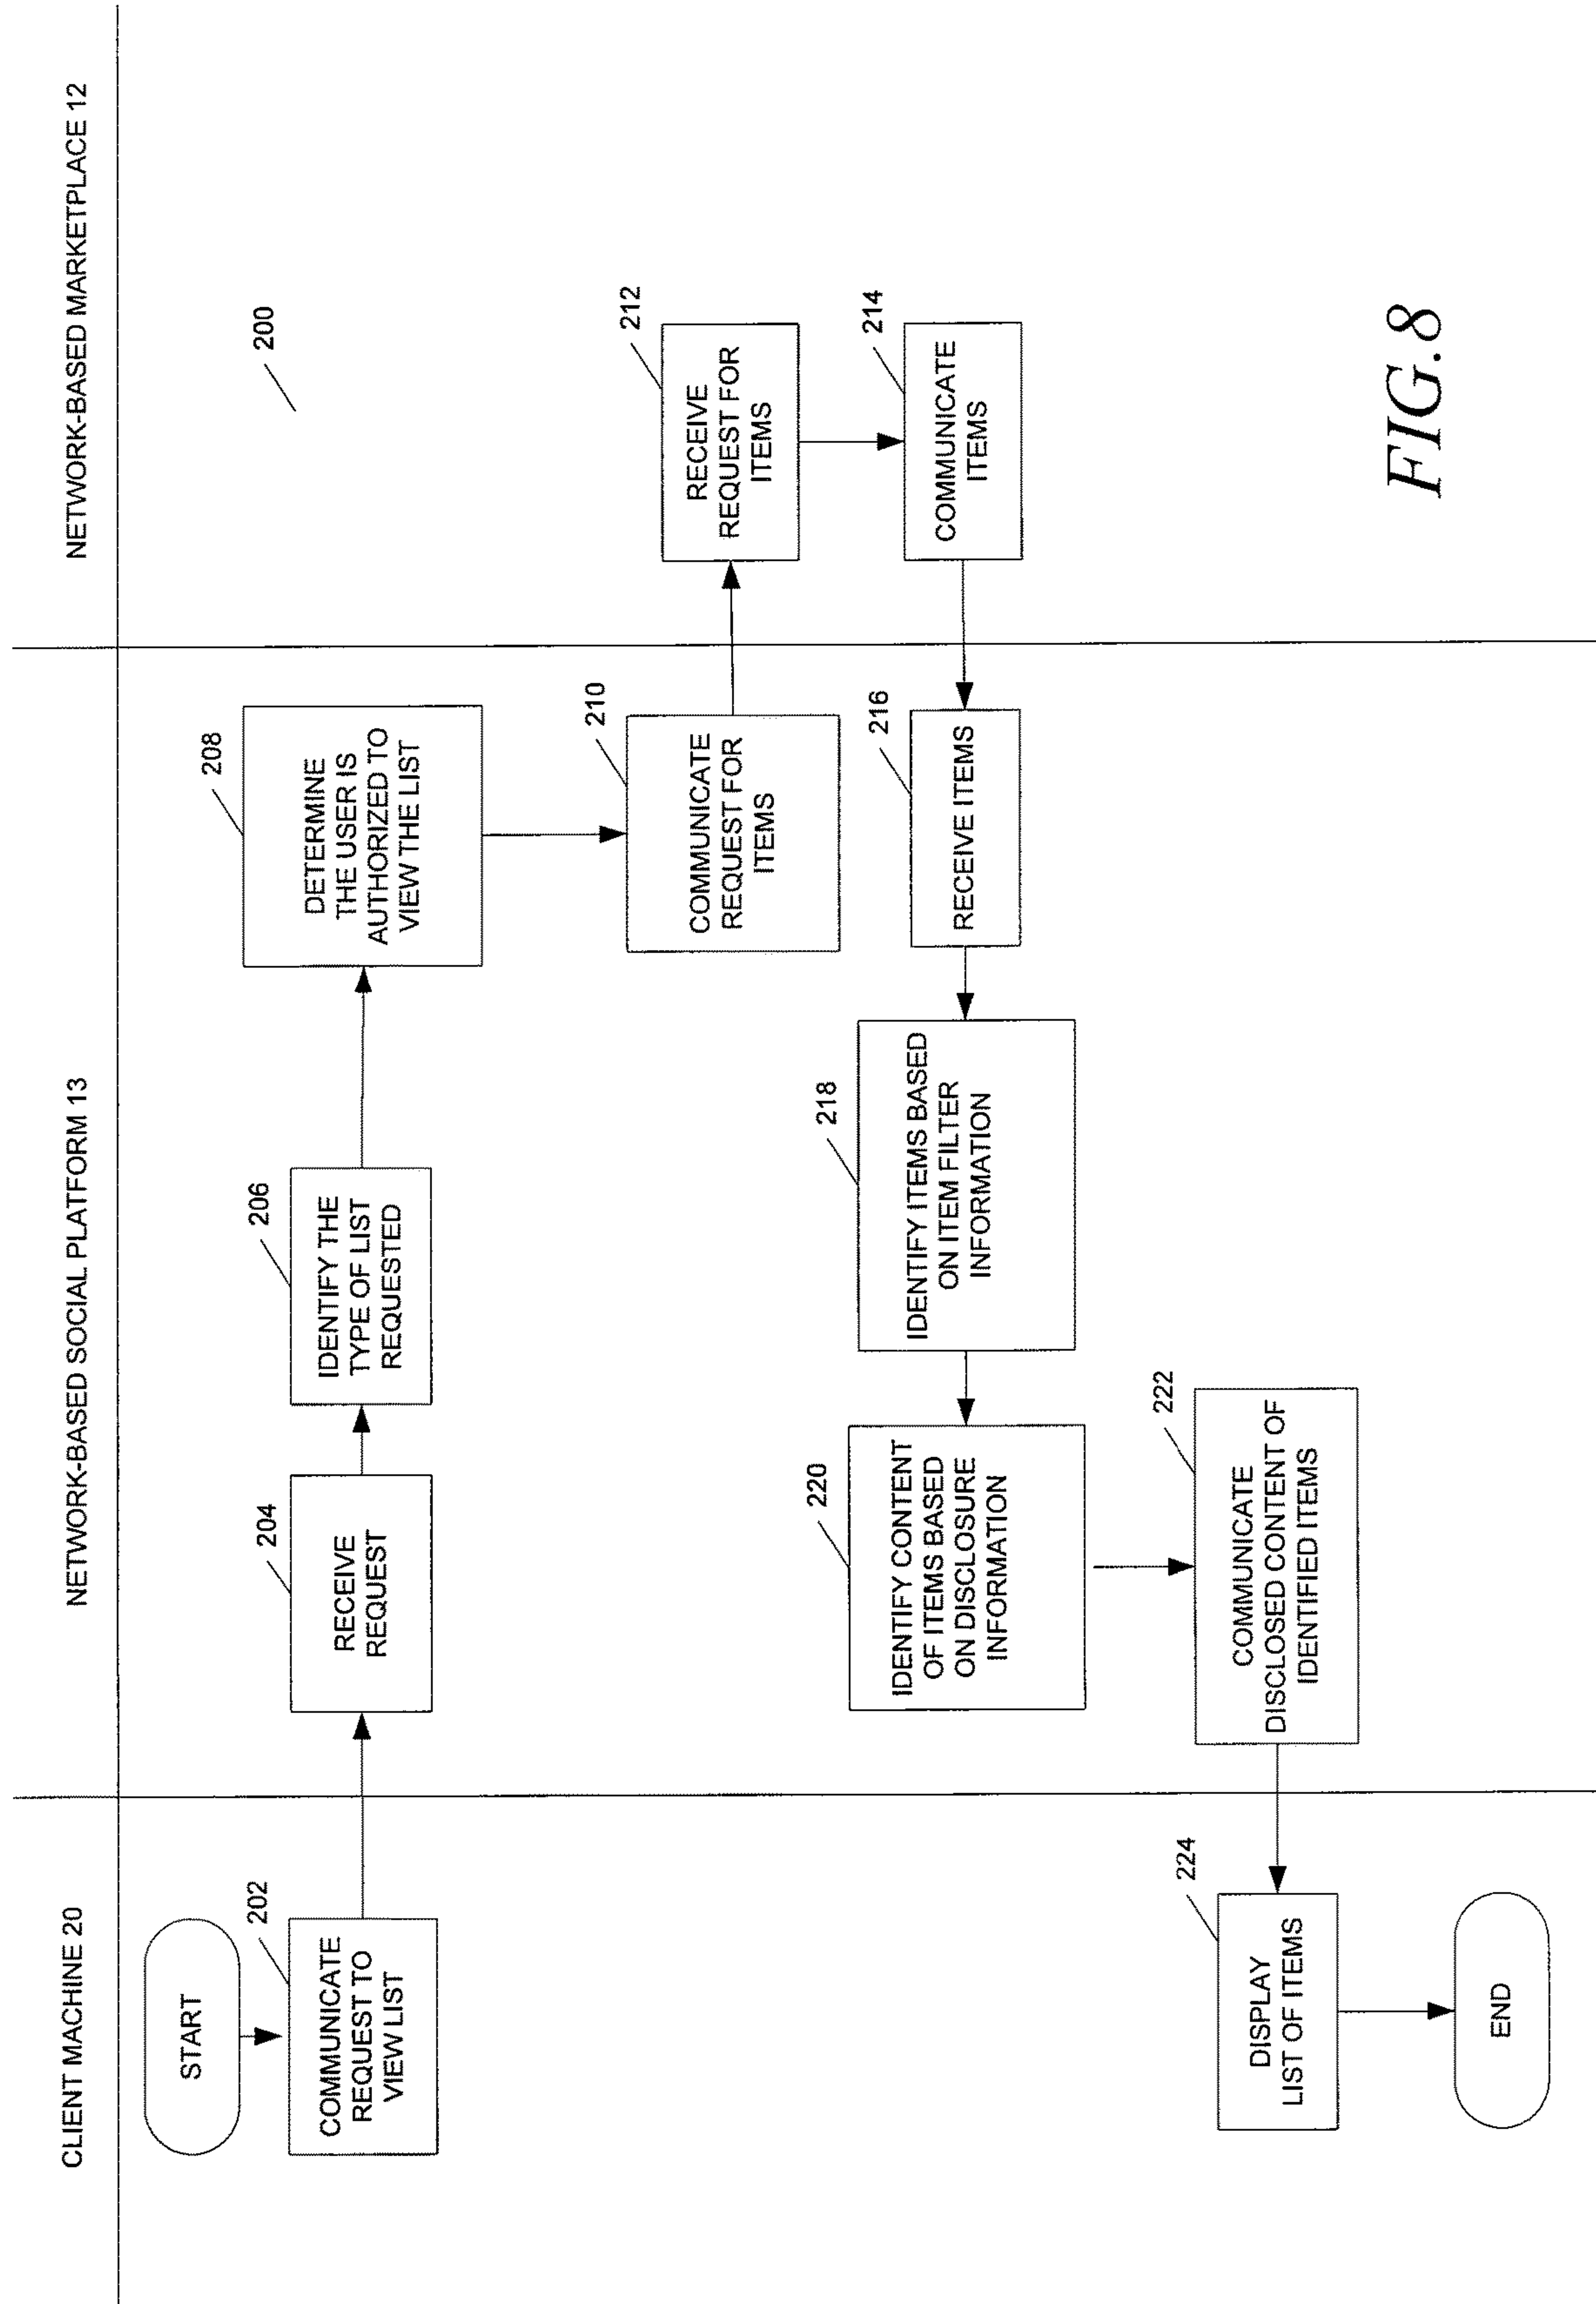 CLIENT MACHINE 20
NETWORK-BASED SOCIAL PLATFORM 13
NETWORK-BASED MARKETPLACE 12
200
START
202
COMMUNICATE
REQUEST TO
VIEW LIST
204
RECEIVE
REQUEST
206
IDENTIFY THE
TYPE OF LIST
REQUESTED
208
DETERMINE
THE USER IS
AUTHORIZED TO
VIEW THE LIST
210
COMMUNICATE
REQUEST FOR
ITEMS
212
RECEIVE
REQUEST FOR
ITEMS
214
COMMUNICATE
ITEMS
216
RECEIVE ITEMS
218
IDENTIFY ITEMS BASED
ON ITEM FILTER
INFORMATION
220
IDENTIFY CONTENT
OF ITEMS BASED
ON DISCLOSURE
INFORMATION
222
COMMUNICATE
DISCLOSED CONTENT OF
IDENTIFIED ITEMS
224
DISPLAY
LIST OF ITEMS
END
FIG.8